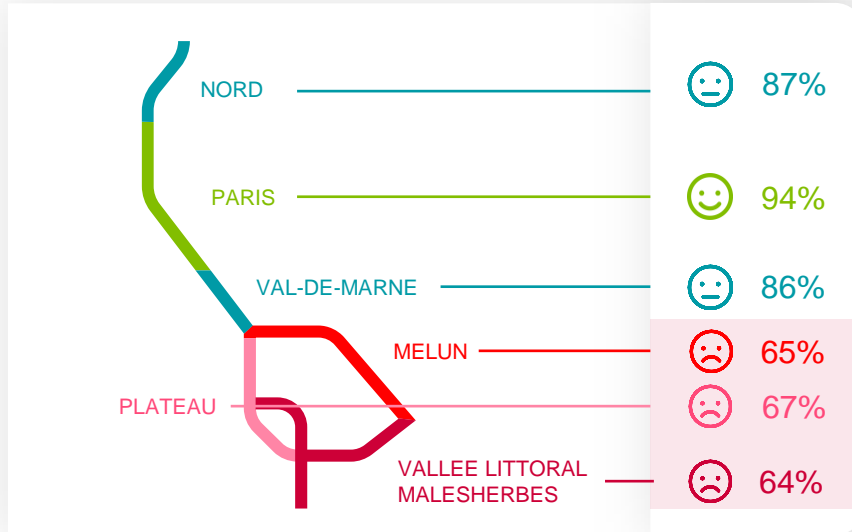 NORD 87%
PARIS 94%
VAL-DE-MARNE 86%
MELUN 65%
PLATEAU 67%
VALLEE LITTORAL
MALESHERBES 64%